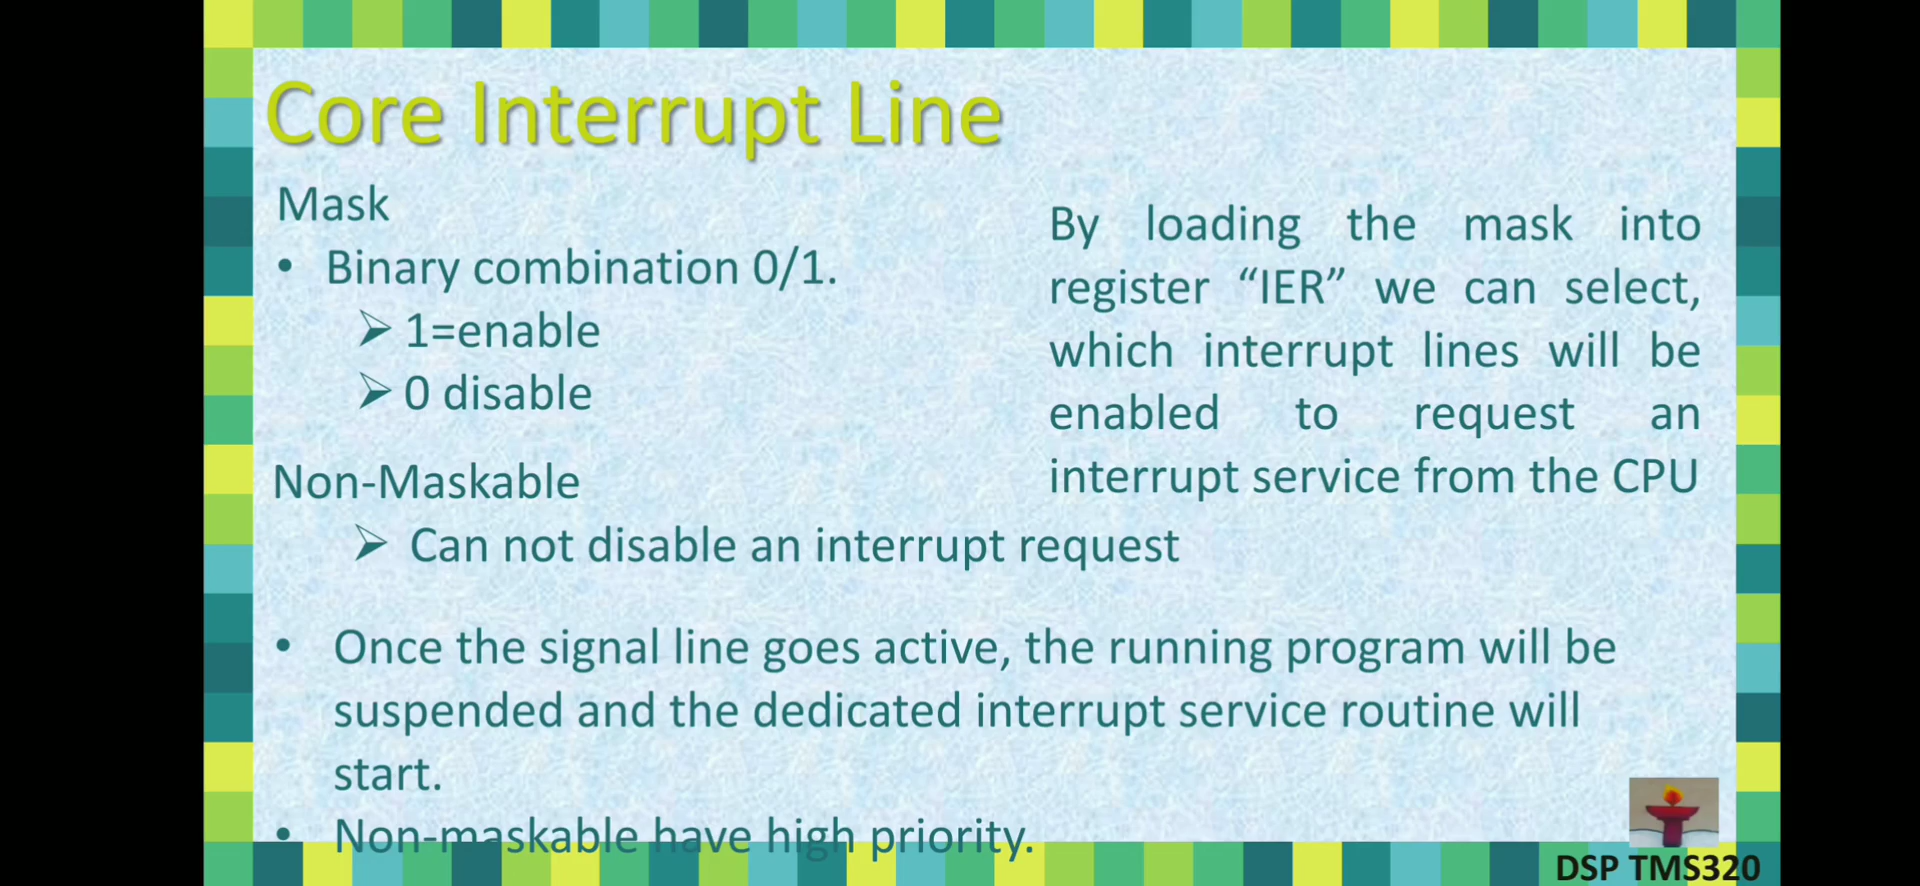 Core Interrupt Line
Mask
• Binary combination 0/1.
➢ 1=enable
➢ 0 disable
By loading the mask into
register “IER” we can select,
which interrupt lines will be
enabled to request an
interrupt service from the CPU
Non-Maskable
➢ Can not disable an interrupt request
• Once the signal line goes active, the running program will be
suspended and the dedicated interrupt service routine will
start.
• Non-maskable have high priority.
DSP TMS320